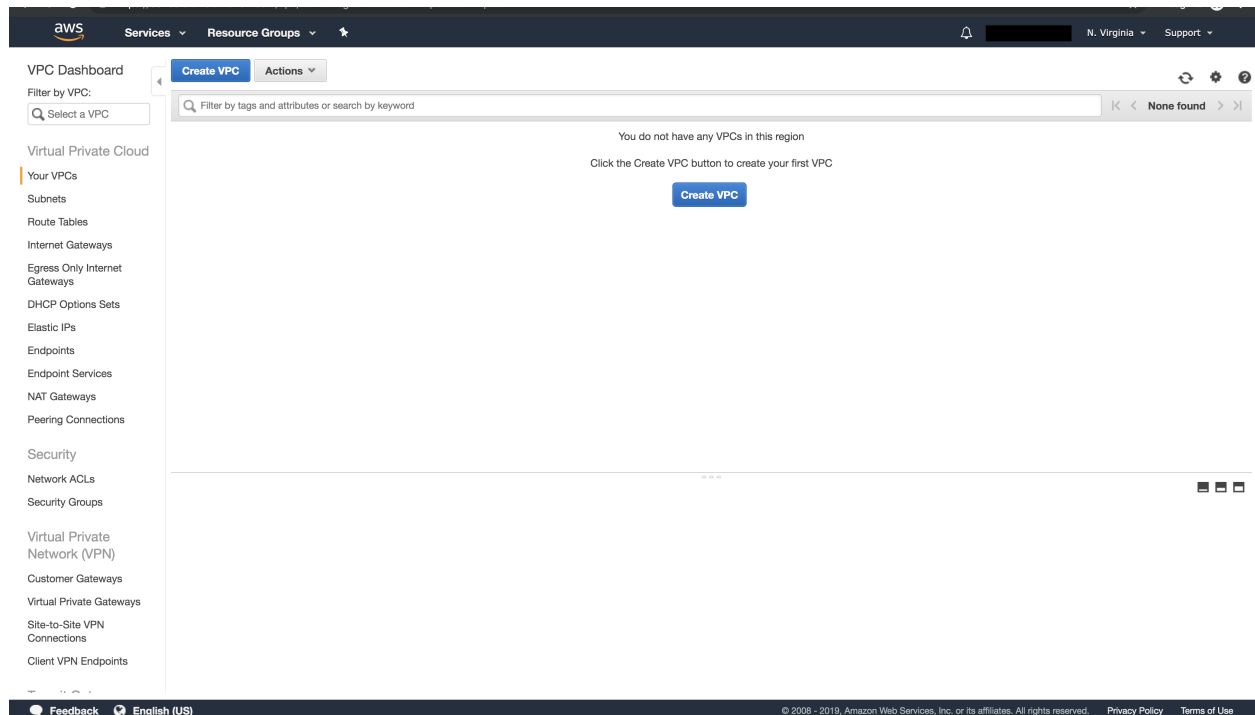 aws
Services
Resource Groups
N. Virginia
Support
VPC Dashboard
Filter by VPC:
Select a VPC
Virtual Private Cloud
Your VPCs
Subnets
Route Tables
Internet Gateways
Egress Only Internet
Gateways
DHCP Options Sets
Elastic IPs
Endpoints
Endpoint Services
NAT Gateways
Peering Connections
Security
Network ACLs
Security Groups
Virtual Private
Network (VPN)
Customer Gateways
Virtual Private Gateways
Site-to-Site VPN
Connections
Client VPN Endpoints
Create VPC
Actions
Filter by tags and attributes or search by keyword
None found
You do not have any VPCs in this region
Click the Create VPC button to create your first VPC
Create VPC
Feedback
English (US)
© 2008 - 2019, Amazon Web Services, Inc. or its affiliates. All rights reserved.
Privacy Policy
Terms of Use